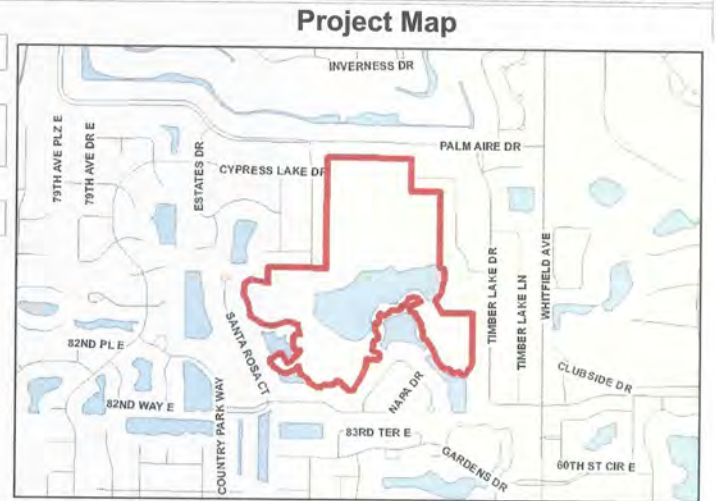 Project Map
INVERNESS DR
PALM AIRE DR
79TH AVE PLZ E
79TH AVE DR E
ESTATES DR
CYPRESS LAKE DR
WHITFIELD AVE
TIMBER LAKE DR
TIMBER LAKE LN
SANTA ROSA CT
82ND PL E
NAPA DR
CLUBSIDE DR
82ND WAY E
COUNTRY PARK WAY
83RD TER E
GARDENS DR
60TH ST CIR E